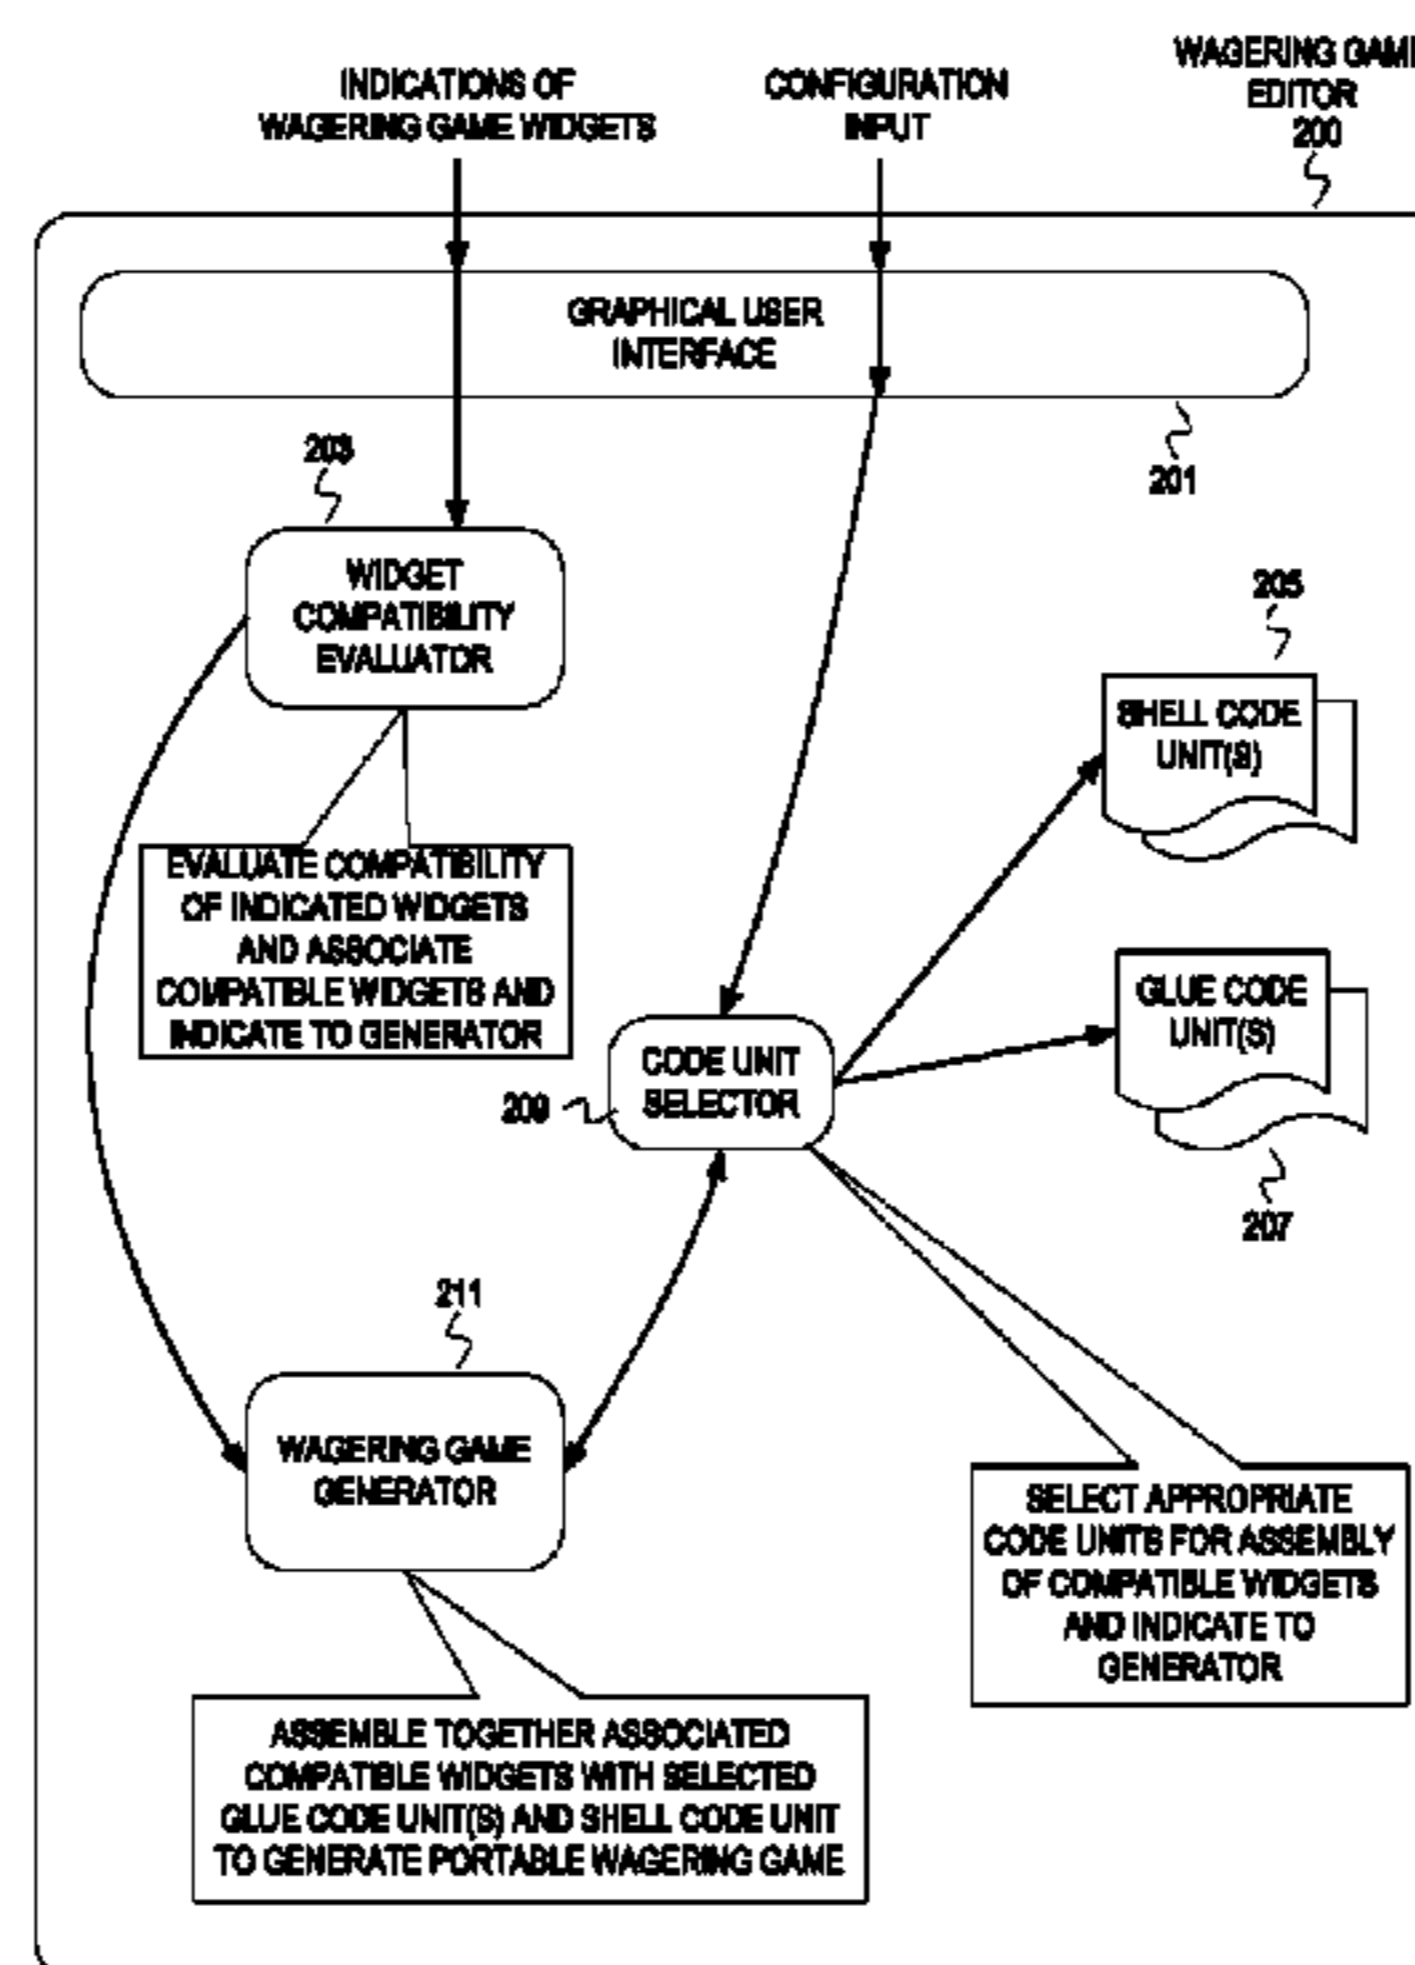 INDICATIONS OF
WAGERING GAME WIDGETS
CONFIGURATION
INPUT
WAGERING GAM
EDITOR
200
GRAPHICAL USER
INTERFACE
201
203
WIDGET
COMPATIBILITY
EVALUATOR
205
SHELL CODE
UNIT(S)
EVALUATE COMPATIBILITY
OF INDICATED WIDGETS
AND ASSOCIATE
COMPATIBLE WIDGETS AND
INDICATE TO GENERATOR
GLUE CODE
UNIT(S)
207
CODE UNIT
SELECTOR
209
211
WAGERING GAME
GENERATOR
SELECT APPROPRIATE
CODE UNITS FOR ASSEMBLY
OF COMPATIBLE WIDGETS
AND INDICATE TO
GENERATOR
ASSEMBLE TOGETHER ASSOCIATED
COMPATIBLE WIDGETS WITH SELECTED
GLUE CODE UNIT(S) AND SHELL CODE UNIT
TO GENERATE PORTABLE WAGERING GAME